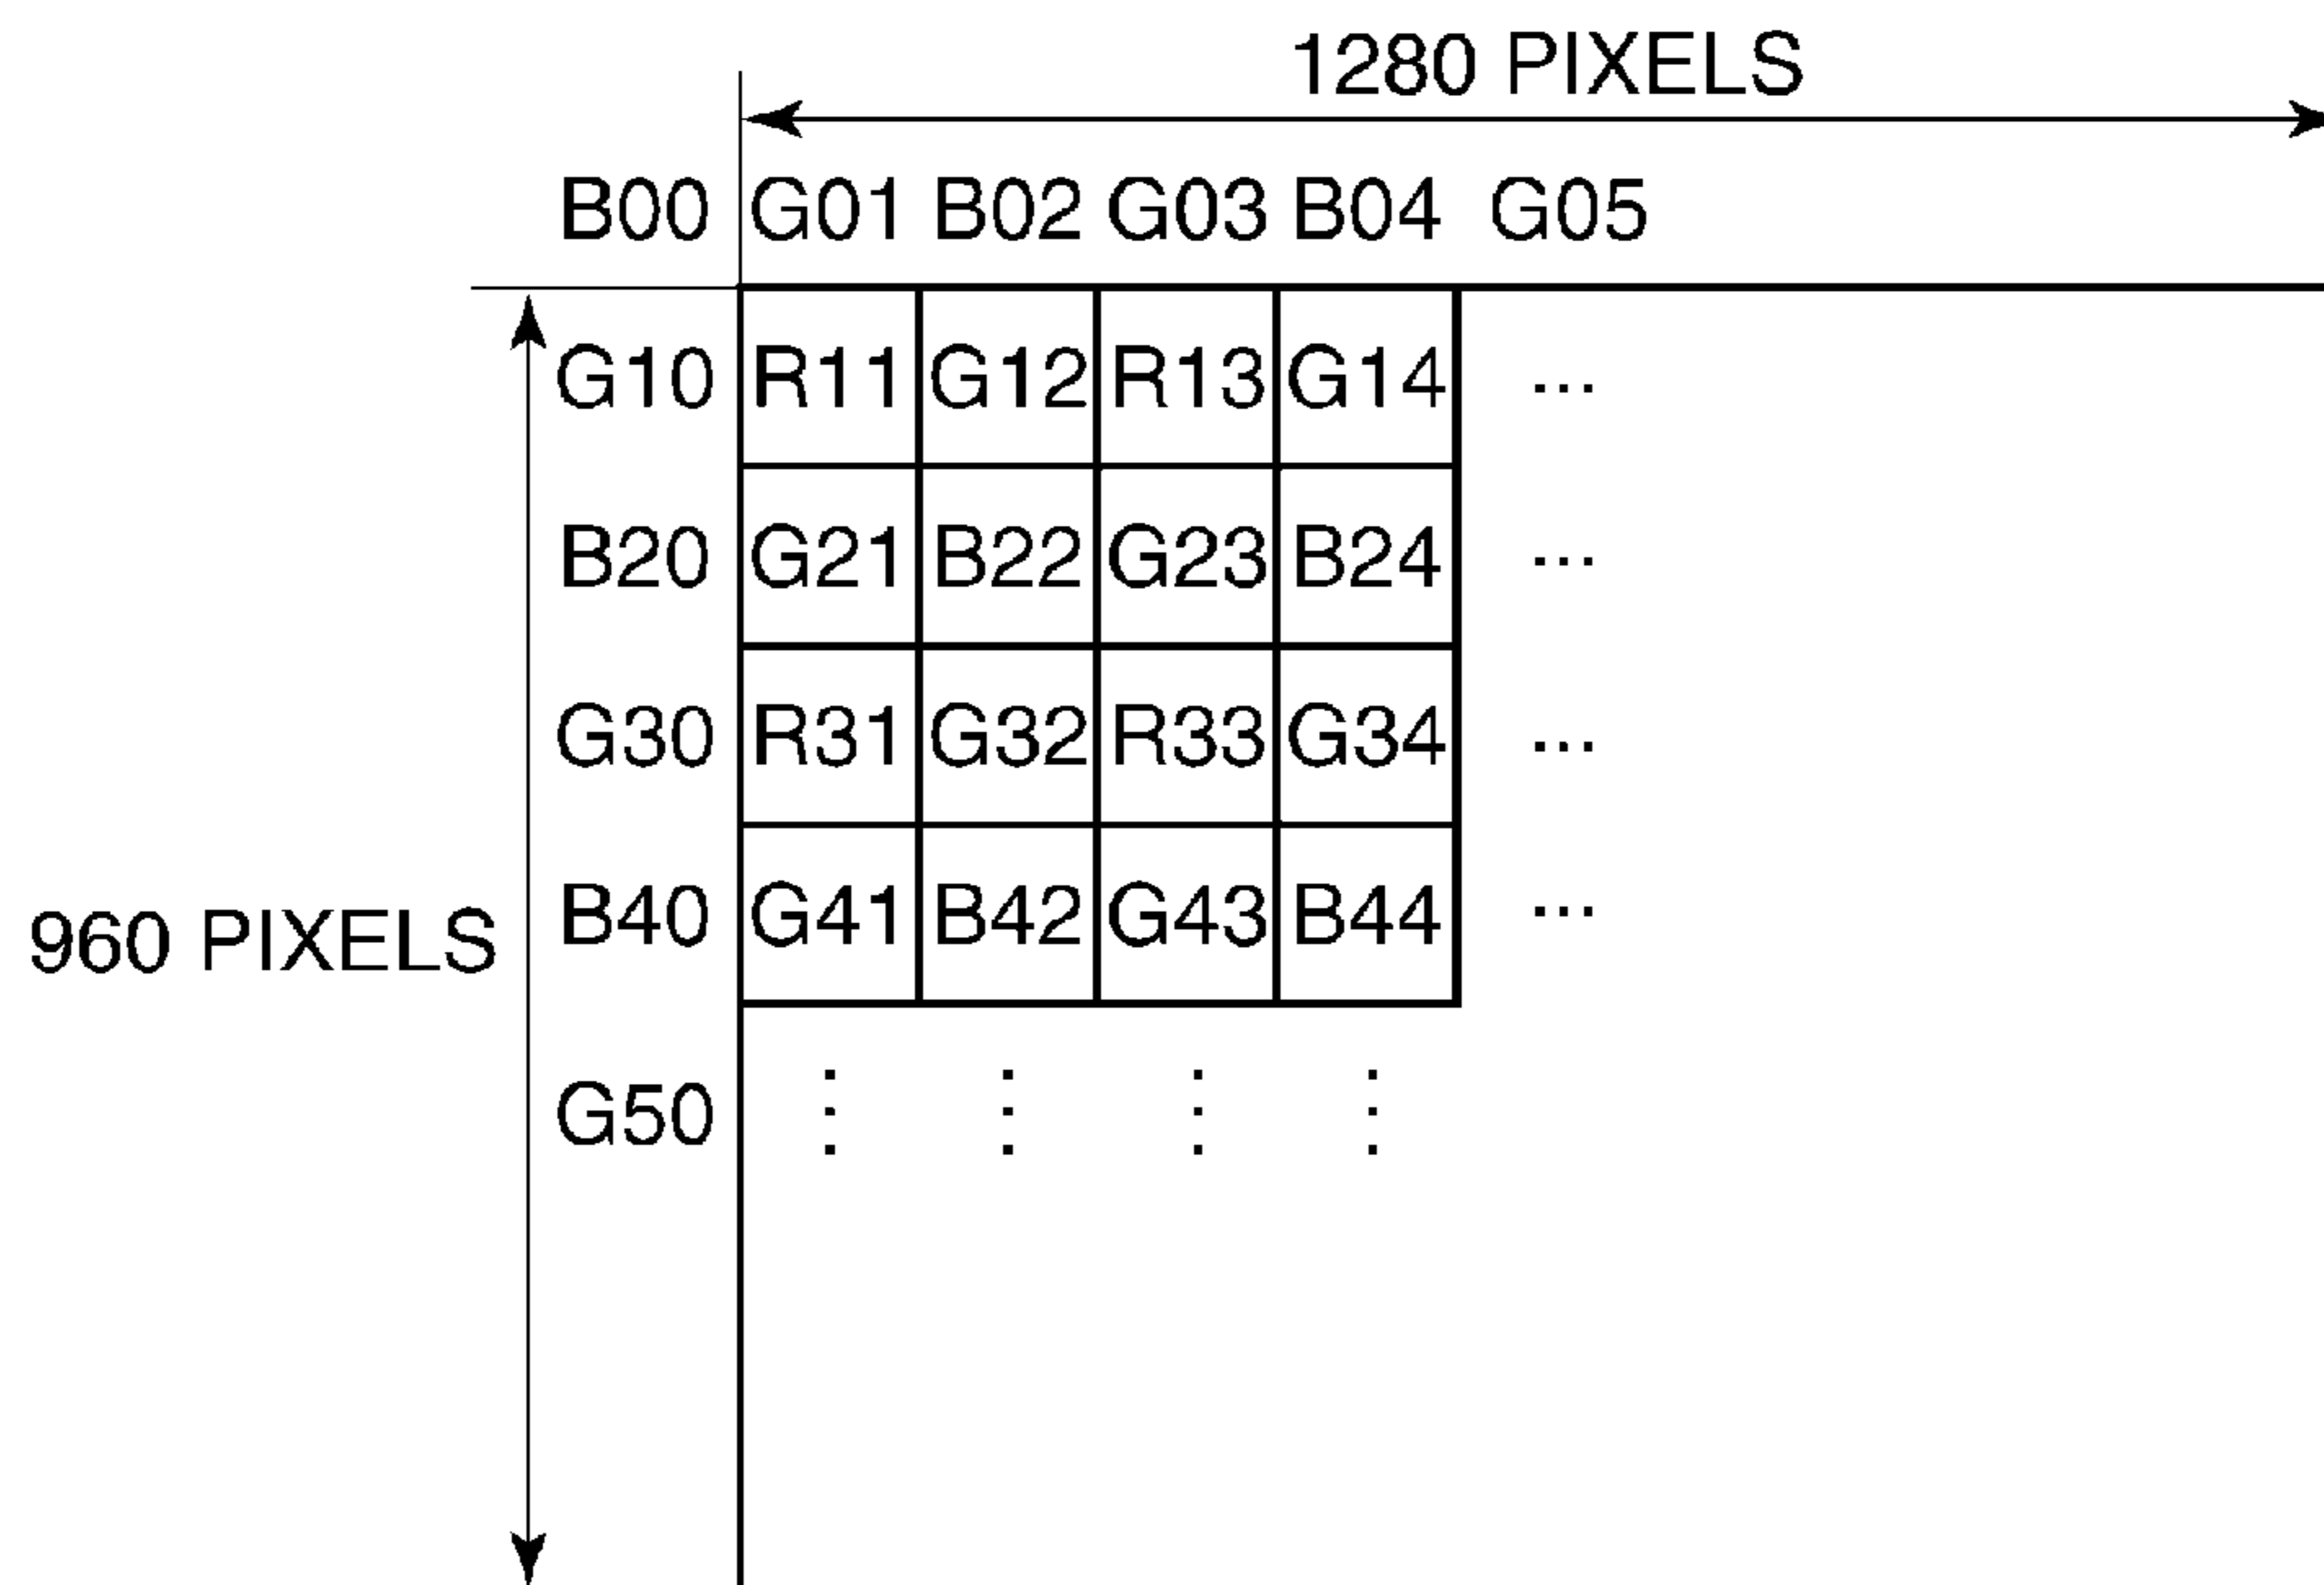 1280 PIXELS
B00 G01 B02 G03 B04 G05
G10 R11 G12 R13 G14 ...
B20 G21 B22 G23 B24 ...
G30 R31 G32 R33 G34 ...
B40 G41 B42 G43 B44 ...
960 PIXELS
G50